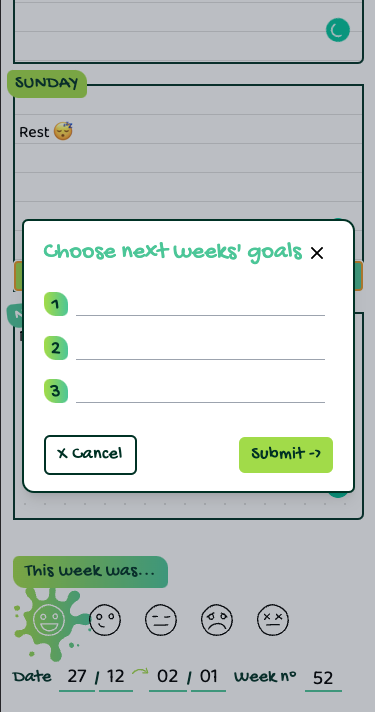 SUNDAY
Rest 😴
Choose next weeks' goals ×
1
2
3
X Cancel
Submit ->
This week was...
Date 27 / 12 02 / 01 Week n° 52